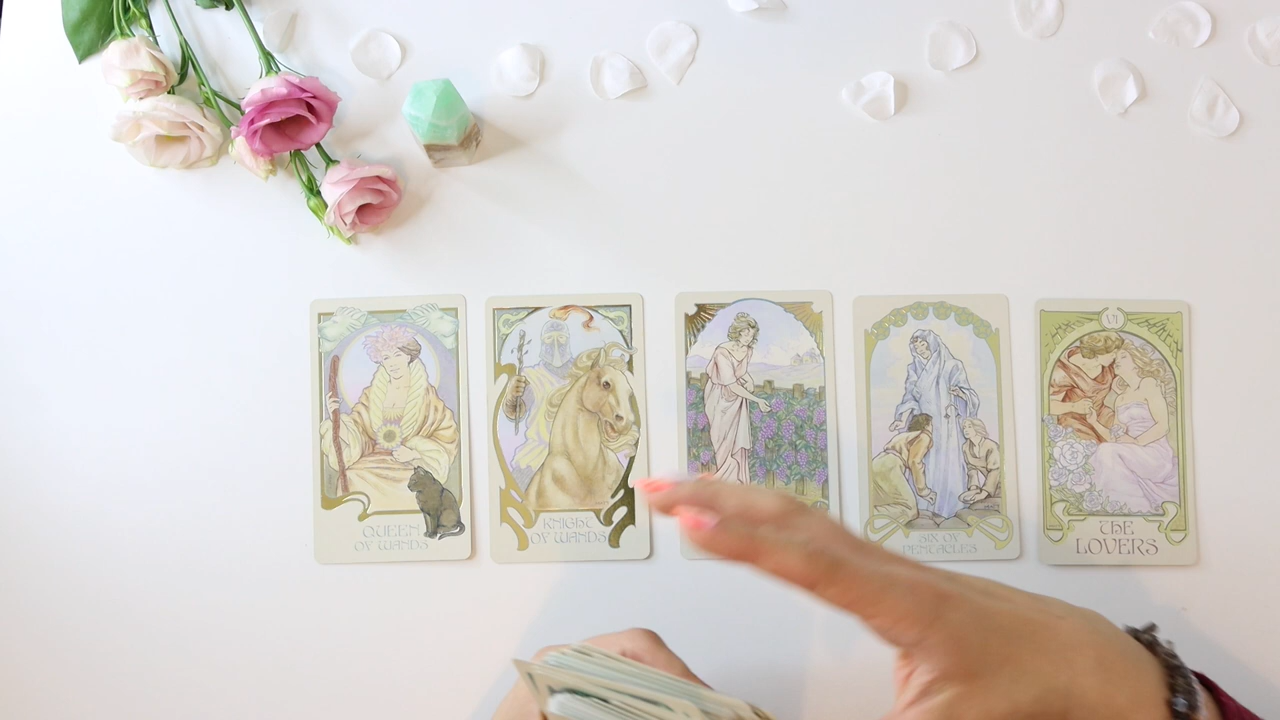 QUEEN
OF WANDS
KNIGHT
OF WANDS
SIX OF
PENTACLES
VI
THE
LOVERS